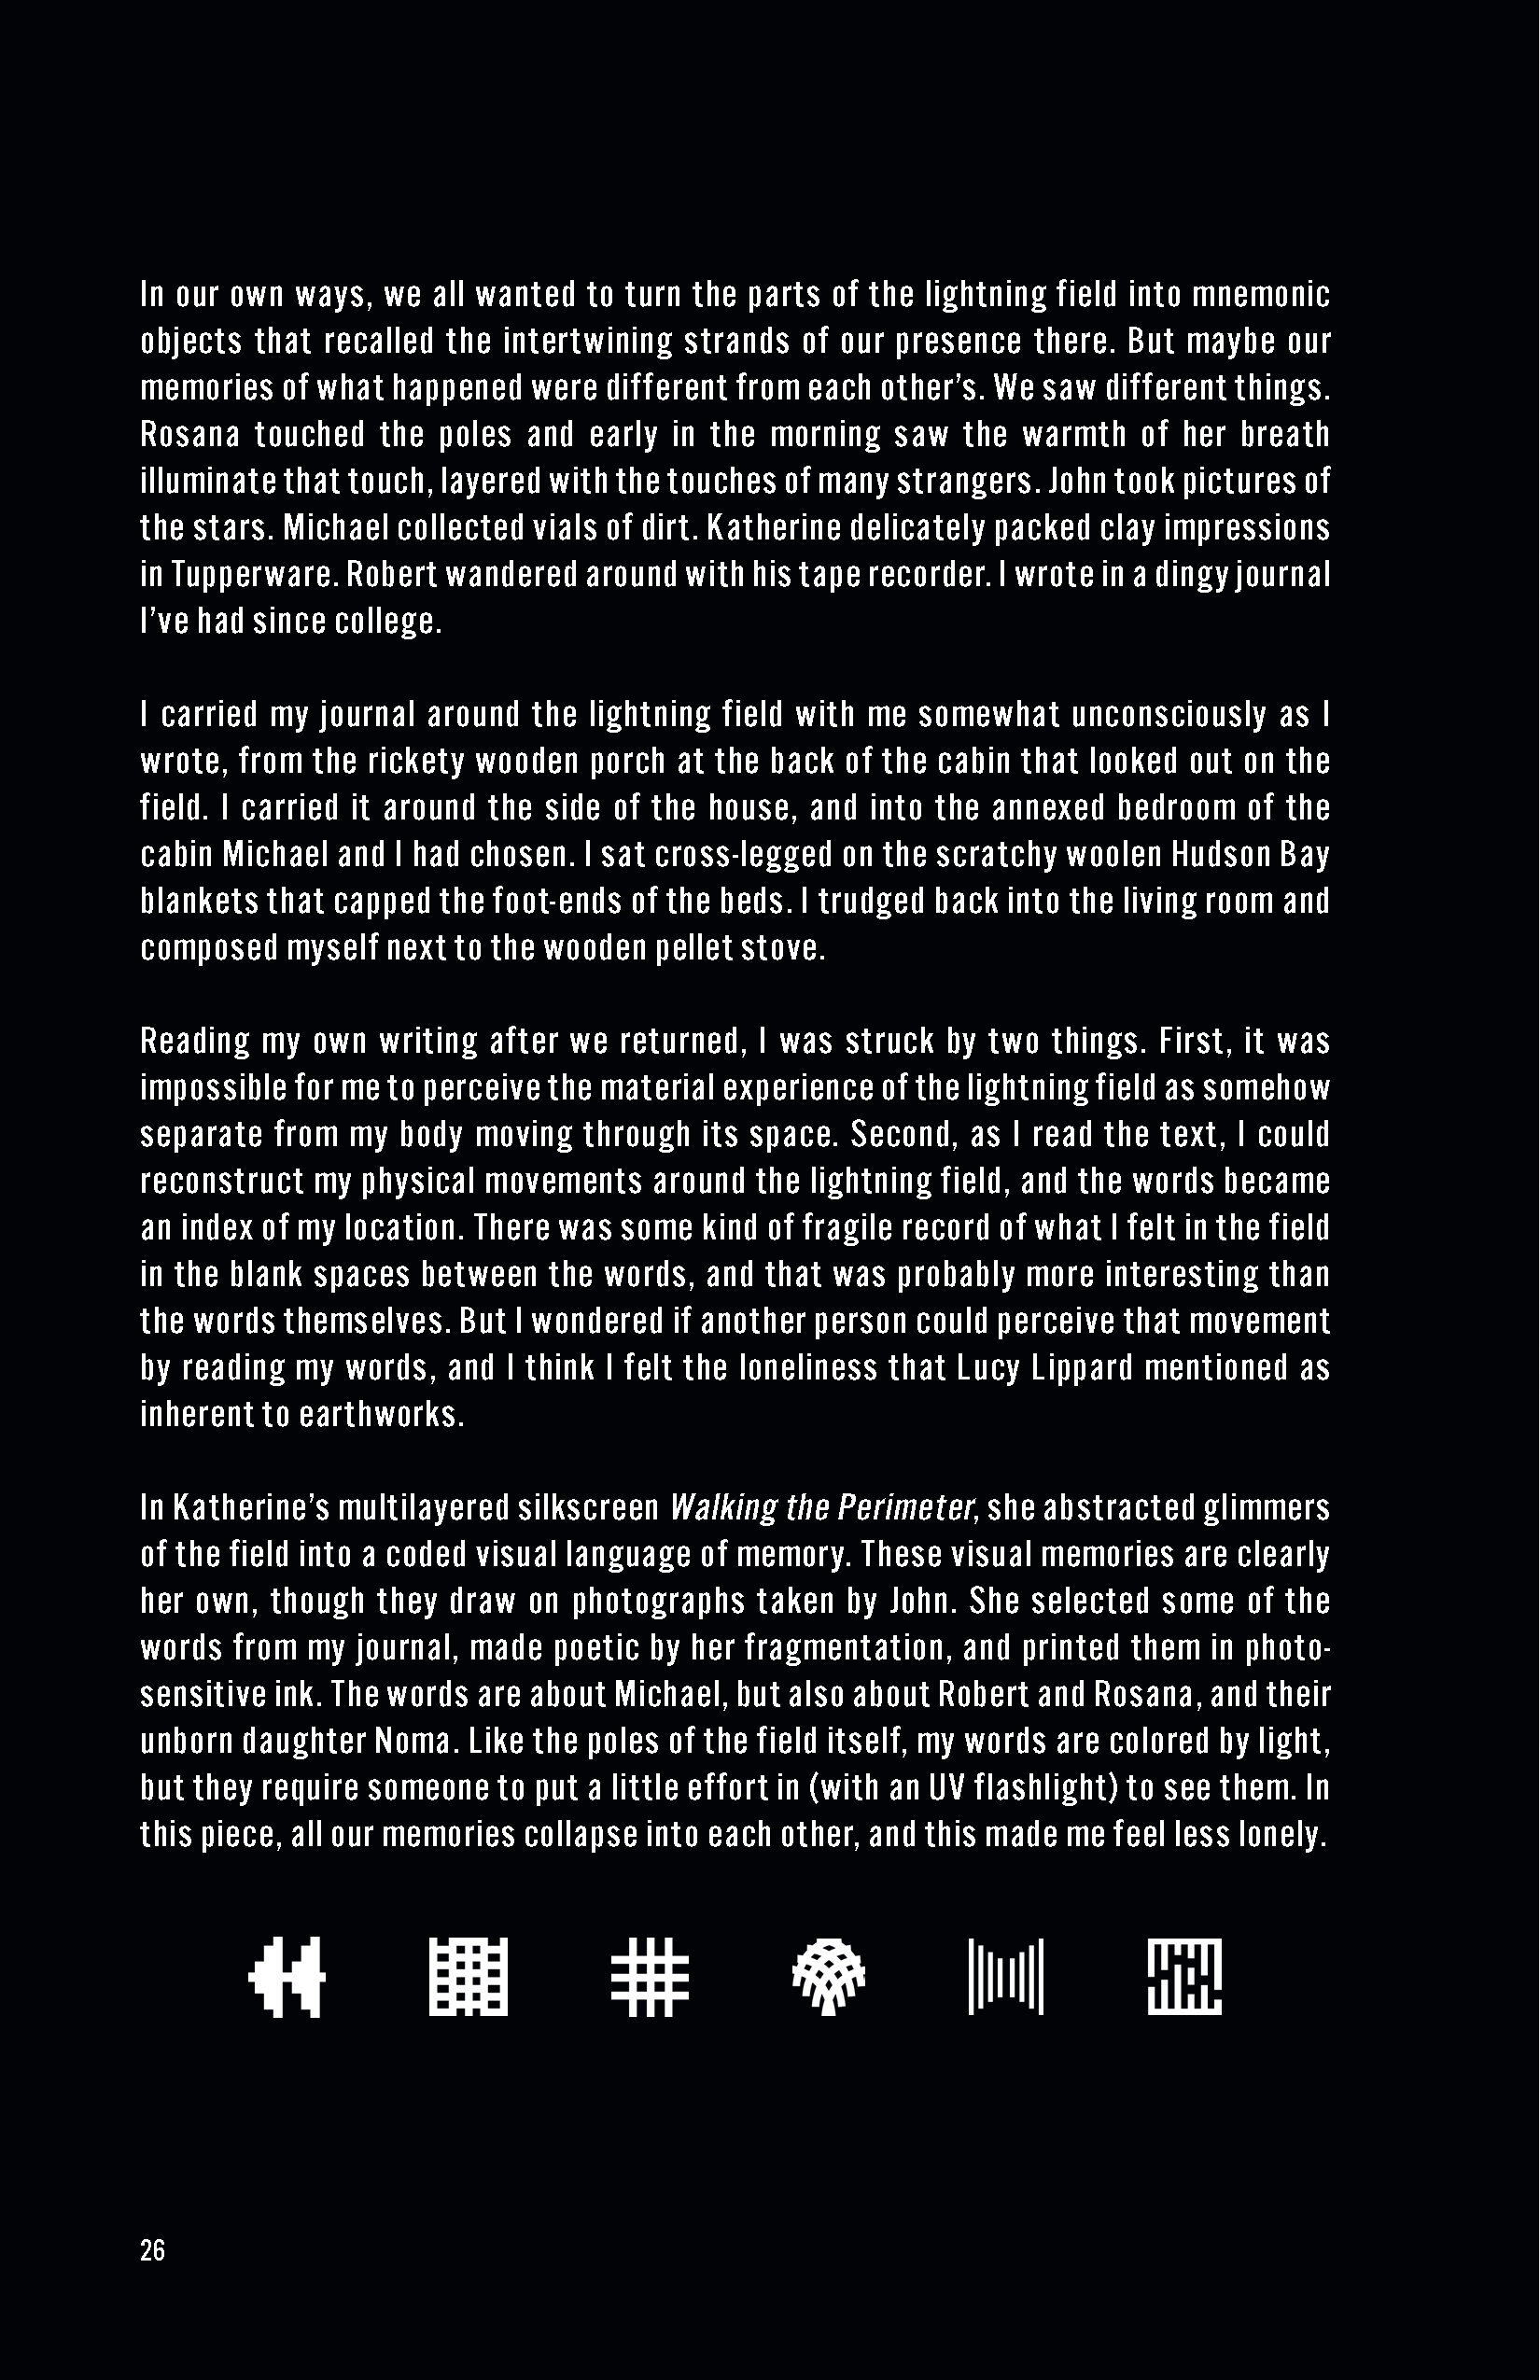 In our own ways, we all wanted to turn the parts of the lightning field into mnemonic
objects that recalled the intertwining strands of our presence there. But maybe our
memories of what happened were different from each other’s. We saw different things.
Rosana touched the poles and early in the morning saw the warmth of her breath
illuminate that touch, layered with the touches of many strangers. John took pictures of
the stars. Michael collected vials of dirt. Katherine delicately packed clay impressions
in Tupperware. Robert wandered around with his tape recorder. I wrote in a dingy journal
I’ve had since college.
I carried my journal around the lightning field with me somewhat unconsciously as I
wrote, from the rickety wooden porch at the back of the cabin that looked out on the
field. I carried it around the side of the house, and into the annexed bedroom of the
cabin Michael and I had chosen. I sat cross-legged on the scratchy woolen Hudson Bay
blankets that capped the foot-ends of the beds. I trudged back into the living room and
composed myself next to the wooden pellet stove.
Reading my own writing after we returned, I was struck by two things. First, it was
impossible for me to perceive the material experience of the lightning field as somehow
separate from my body moving through its space. Second, as I read the text, I could
reconstruct my physical movements around the lightning field, and the words became
an index of my location. There was some kind of fragile record of what I felt in the field
in the blank spaces between the words, and that was probably more interesting than
the words themselves. But I wondered if another person could perceive that movement
by reading my words, and I think I felt the loneliness that Lucy Lippard mentioned as
inherent to earthworks.
In Katherine’s multilayered silkscreen Walking the Perimeter, she abstracted glimmers
of the field into a coded visual language of memory. These visual memories are clearly
her own, though they draw on photographs taken by John. She selected some of the
words from my journal, made poetic by her fragmentation, and printed them in photo-
sensitive ink. The words are about Michael, but also about Robert and Rosana, and their
unborn daughter Noma. Like the poles of the field itself, my words are colored by light,
but they require someone to put a little effort in (with an UV flashlight) to see them. In
this piece, all our memories collapse into each other, and this made me feel less lonely.
26